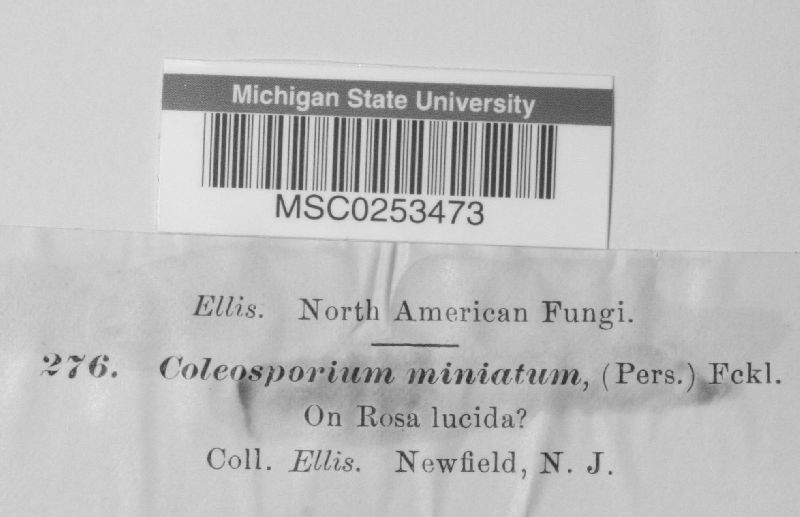 Michigan State University
MSC0253473
Ellis. North American Fungi.
276. Coleosporium miniatum, (Pers.) Fckl.
On Rosa lucida?
Coll. Ellis. Newfield, N. J.